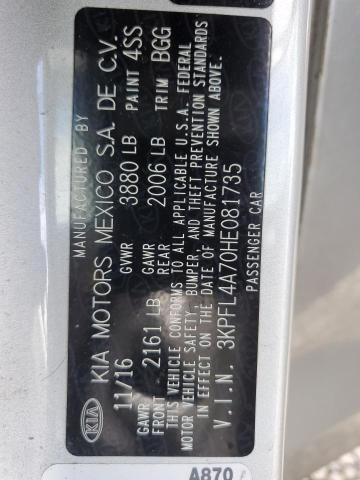 MANUFACTURED BY
KIA KIA MOTORS MEXICO S.A. DE C.V.
11/16 GVWR 3880 LB PAINT 4SS
GAWR FRONT 2161 LB GAWR REAR 2006 LB TRIM BGG
THIS VEHICLE CONFORMS TO ALL APPLICABLE U.S.A. FEDERAL
MOTOR VEHICLE SAFETY, BUMPER, AND THEFT PREVENTION STANDARDS
IN EFFECT ON THE DATE OF MANUFACTURE SHOWN ABOVE.
V.I.N. 3KPFL4A70HE081735
PASSENGER CAR
A870